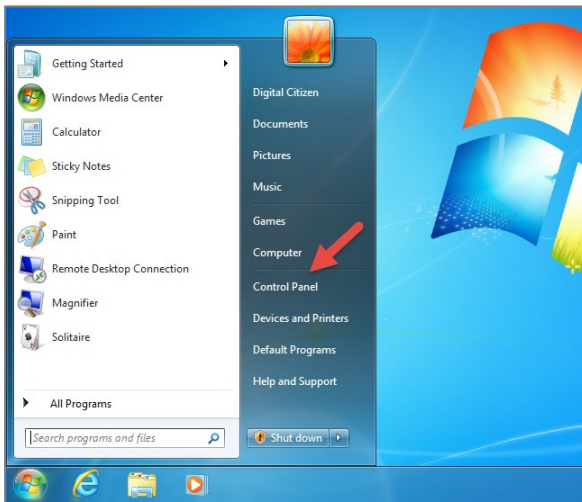 Getting Started
Windows Media Center
Calculator
Sticky Notes
Snipping Tool
Paint
Remote Desktop Connection
Magnifier
Solitaire
All Programs
Search programs and files
Digital Citizen
Documents
Pictures
Music
Games
Computer
Control Panel
Devices and Printers
Default Programs
Help and Support
Shut down